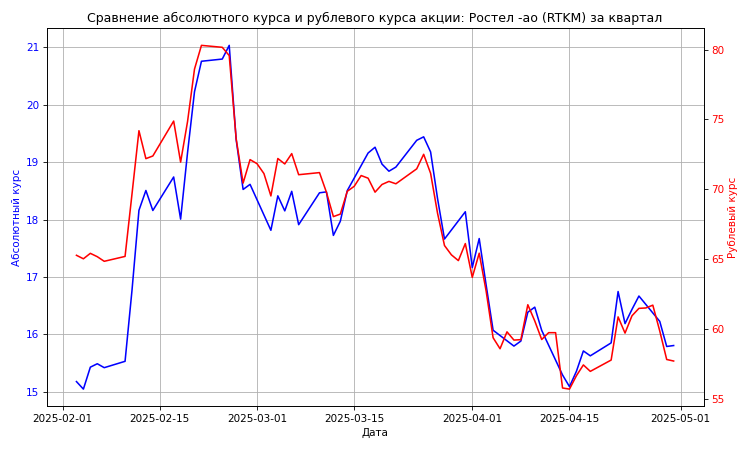 Сравнение абсолютного курса и рублевого курса акции: Ростел -ао (RTKM) за квартал
Абсолютный курс
21
20
19
18
17
16
15
80
75
70
65
60
55
Рублевый курс
2025-02-01 2025-02-15 2025-03-01 2025-03-15 2025-04-01 2025-04-15 2025-05-01
Дата